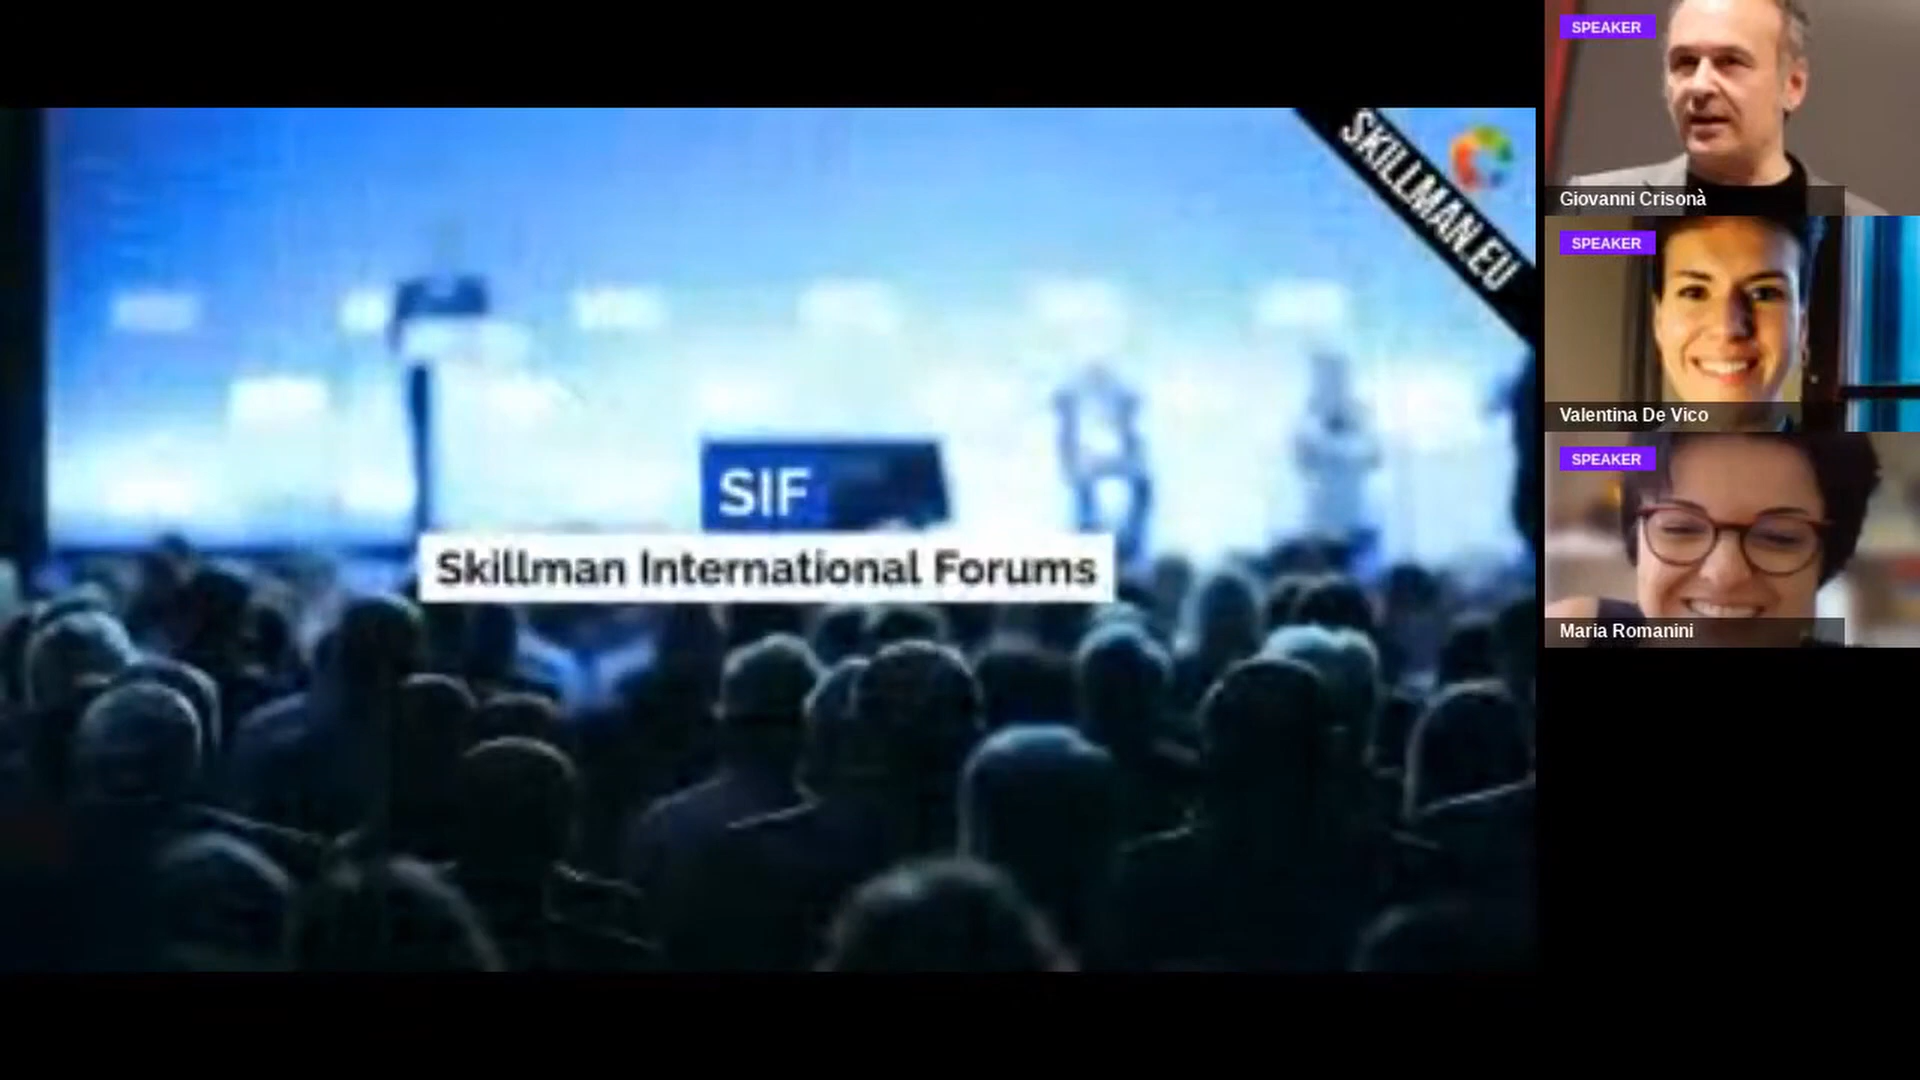 SKILLMAN.EU
SIF
Skillman International Forums
SPEAKER
Giovanni Crisonà
SPEAKER
Valentina De Vico
SPEAKER
Maria Romanini